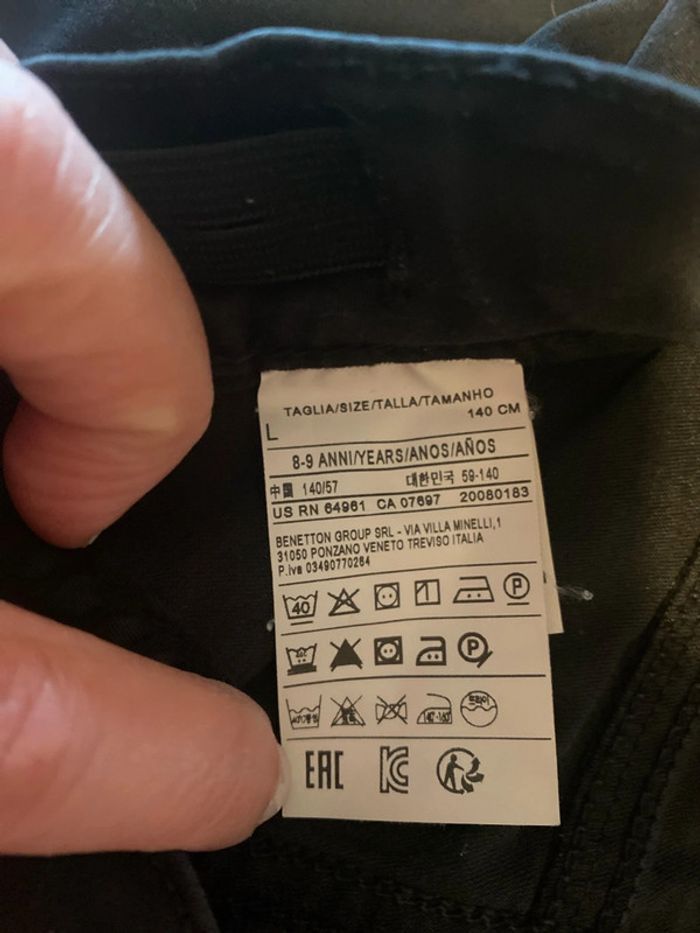 TAGLIA/SIZE/TALLA/TAMANHO
140 CM
L
8-9 ANNI/YEARS/ANOS/AÑOS
中国 140/57 대한민국 59-140
US RN 64961 CA 07697 20080183
BENETTON GROUP SRL - VIA VILLA MINELLI,1
31050 PONZANO VENETO TREVISO ITALIA
P.iva 03490770264
40 P
P
EAC KC